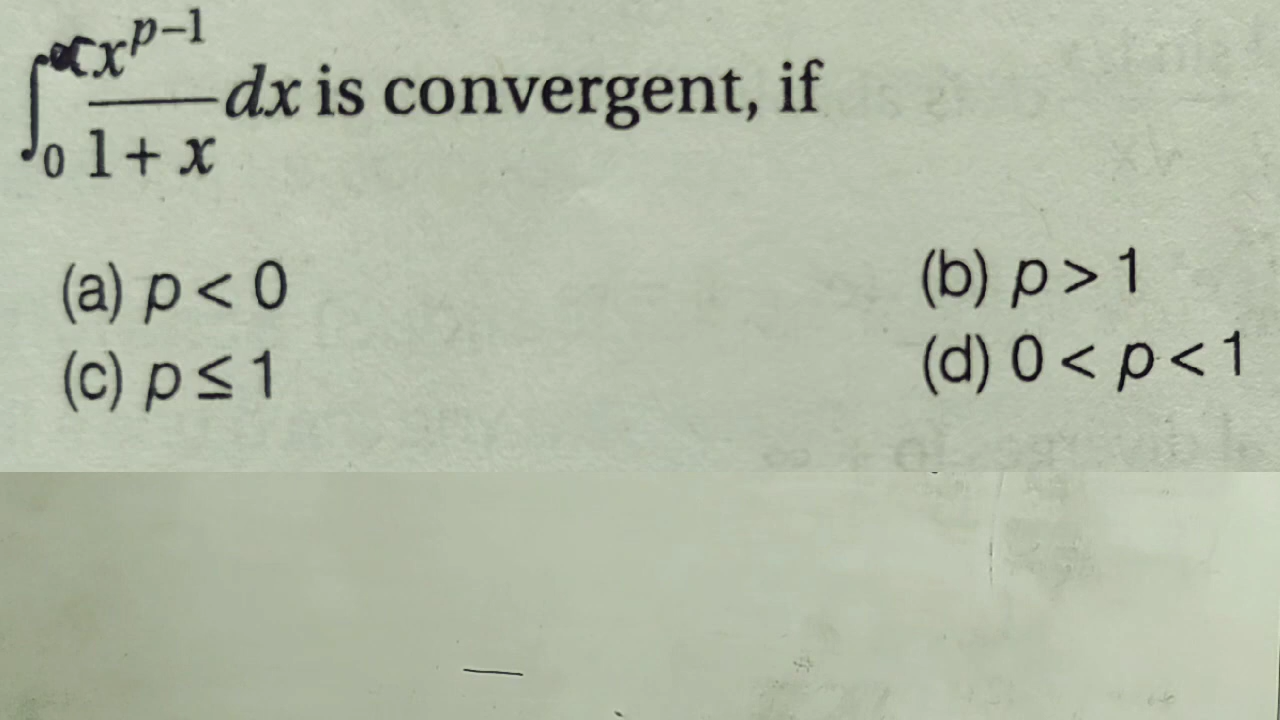 ∫₀^∝ x^{p−1}/(1 + x) dx is convergent, if
(a) p < 0
(b) p > 1
(c) p ≤ 1
(d) 0 < p < 1